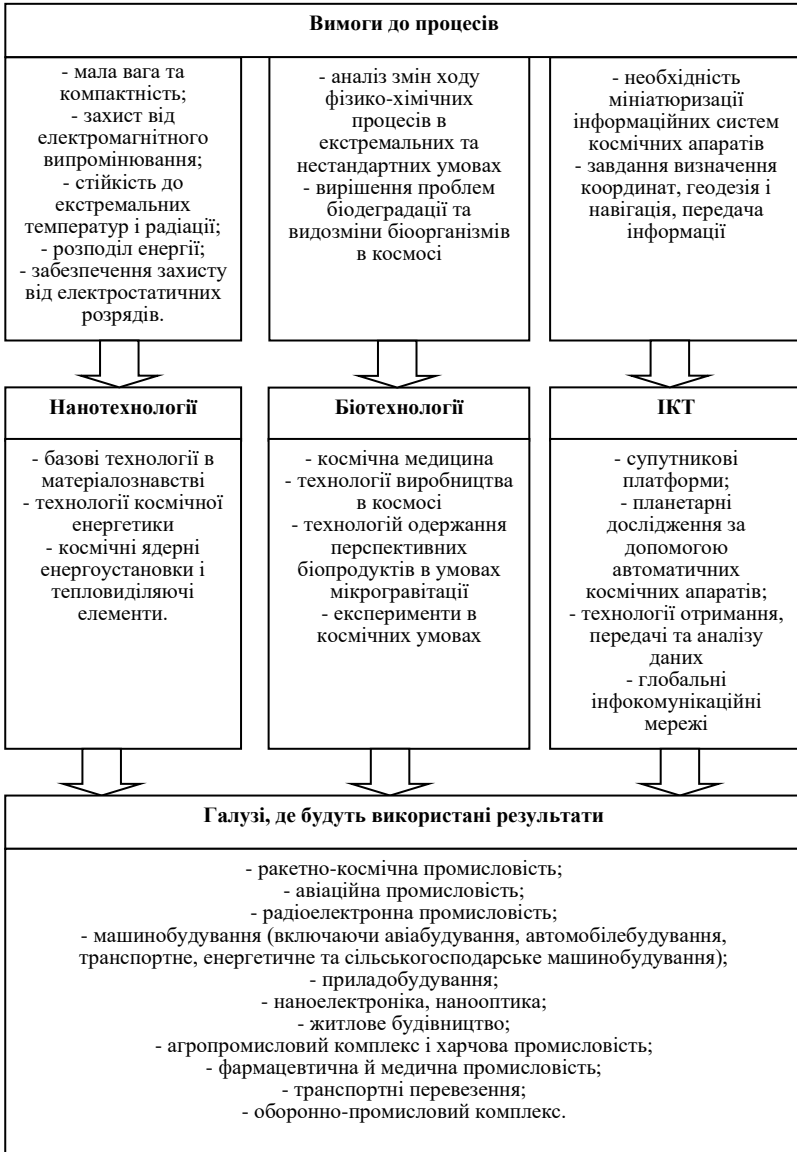 Вимоги до процесів
- мала вага та
компактність;
- захист від
електромагнітного
випромінювання;
- стійкість до
екстремальних
температур і радіації;
- розподіл енергії;
- забезпечення захисту
від електростатичних
розрядів.
- аналіз змін ходу
фізико-хімічних
процесів в
екстремальних та
нестандартних умовах
- вирішення проблем
біодеградації та
видозміни біоорганізмів
в космосі
- необхідність
мініатюризації
інформаційних систем
космічних апаратів
- завдання визначення
координат, геодезія і
навігація, передача
інформації
Нанотехнології
- базові технології в
матеріалознавстві
- технології космічної
енергетики
- космічні ядерні
енергоустановки і
тепловиділяючі
елементи.
Біотехнології
- космічна медицина
- технології виробництва
в космосі
- технологій одержання
перспективних
біопродуктів в умовах
мікрогравітації
- експерименти в
космічних умовах
ІКТ
- супутникові
платформи;
- планетарні
дослідження за
допомогою
автоматичних
космічних апаратів;
- технології отримання,
передачі та аналізу
даних
- глобальні
інфокомунікаційні
мережі
Галузі, де будуть використані результати
- ракетно-космічна промисловість;
- авіаційна промисловість;
- радіоелектронна промисловість;
- машинобудування (включаючи авіабудування, автомобілебудування,
транспортне, енергетичне та сільськогосподарське машинобудування);
- приладобудування;
- наноелектроніка, нанооптика;
- житлове будівництво;
- агропромисловий комплекс і харчова промисловість;
- фармацевтична й медична промисловість;
- транспортні перевезення;
- оборонно-промисловий комплекс.